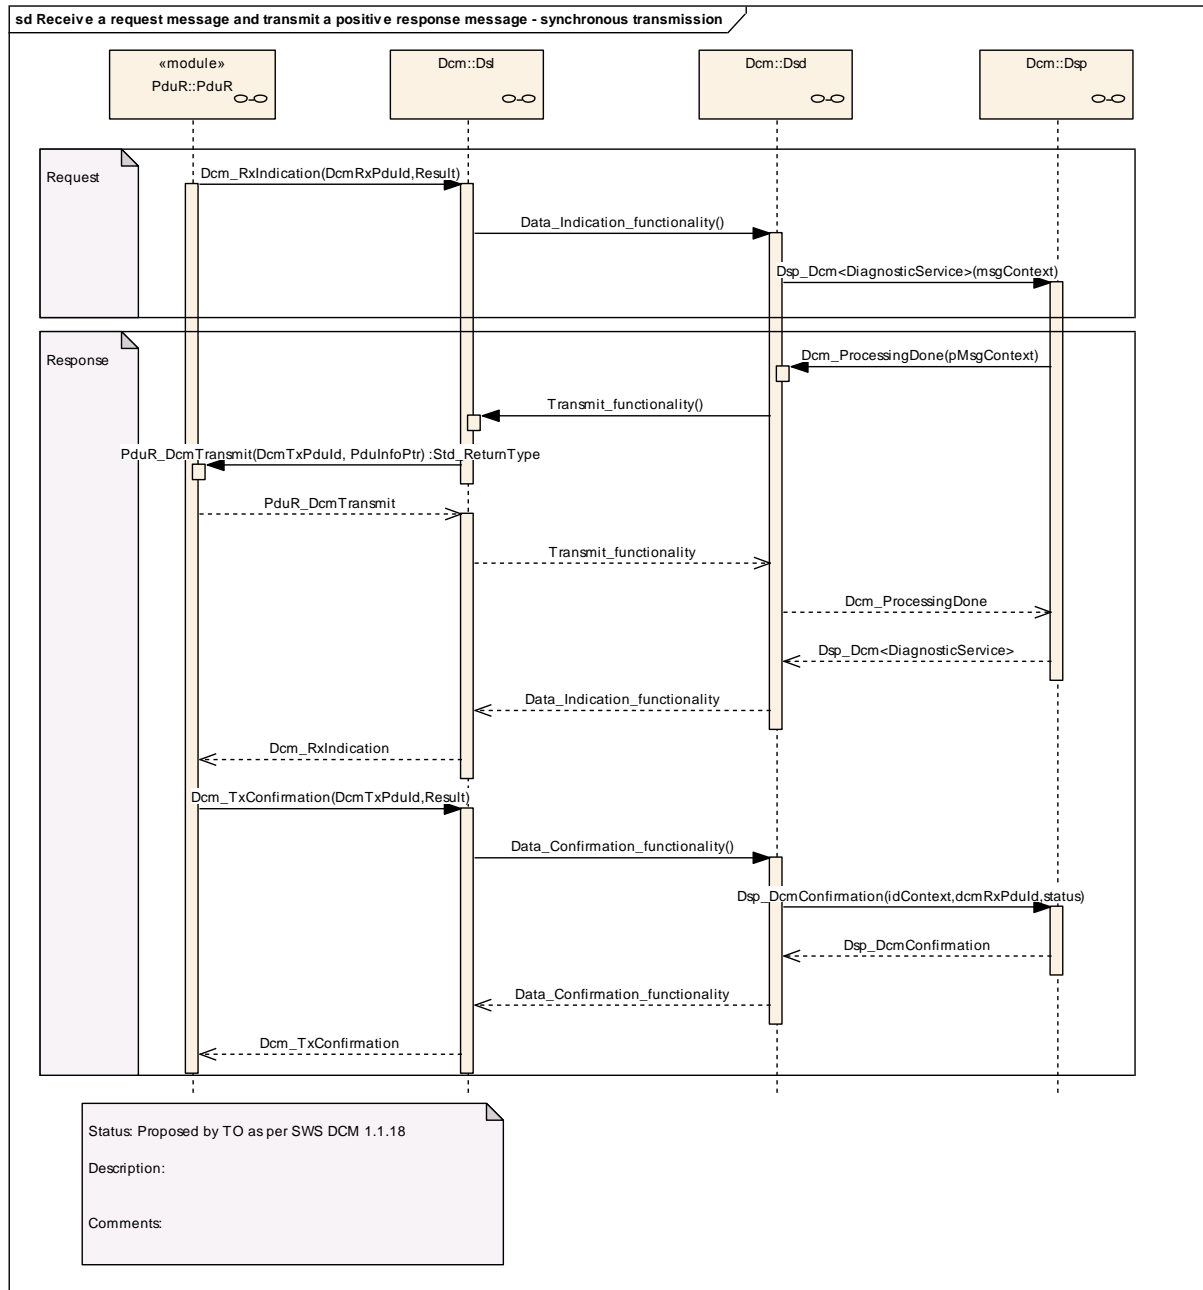 sd Receive a request message and transmit a positive response message - synchronous transmission
«module»
PduR::PduR
Dcm::Dsl
Dcm::Dsd
Dcm::Dsp
Request
Dcm_RxIndication(DcmRxPduId,Result)
Data_Indication_functionality()
Dsp_Dcm<DiagnosticService>(msgContext)
Response
Dcm_ProcessingDone(pMsgContext)
Transmit_functionality()
PduR_DcmTransmit(DcmTxPduId, PduInfoPtr) :Std_ReturnType
PduR_DcmTransmit
Transmit_functionality
Dcm_ProcessingDone
Dsp_Dcm<DiagnosticService>
Data_Indication_functionality
Dcm_RxIndication
Dcm_TxConfirmation(DcmTxPduId,Result)
Data_Confirmation_functionality()
Dsp_DcmConfirmation(idContext,dcmRxPduId,status)
Dsp_DcmConfirmation
Data_Confirmation_functionality
Dcm_TxConfirmation
Status: Proposed by TO as per SWS DCM 1.1.18
Description:
Comments: